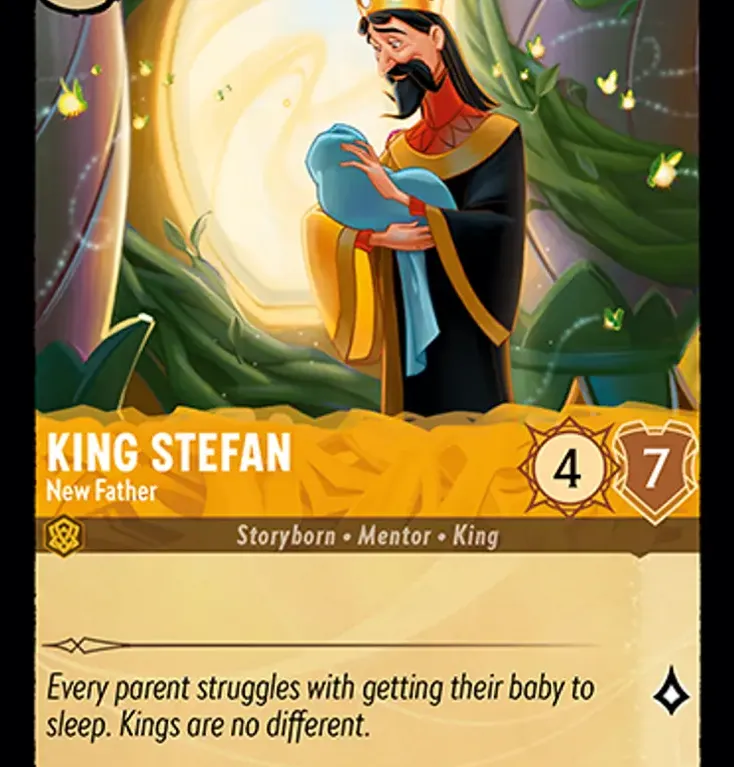 KING STEFAN
New Father
4
7
Storyborn • Mentor • King
Every parent struggles with getting their baby to
sleep. Kings are no different.